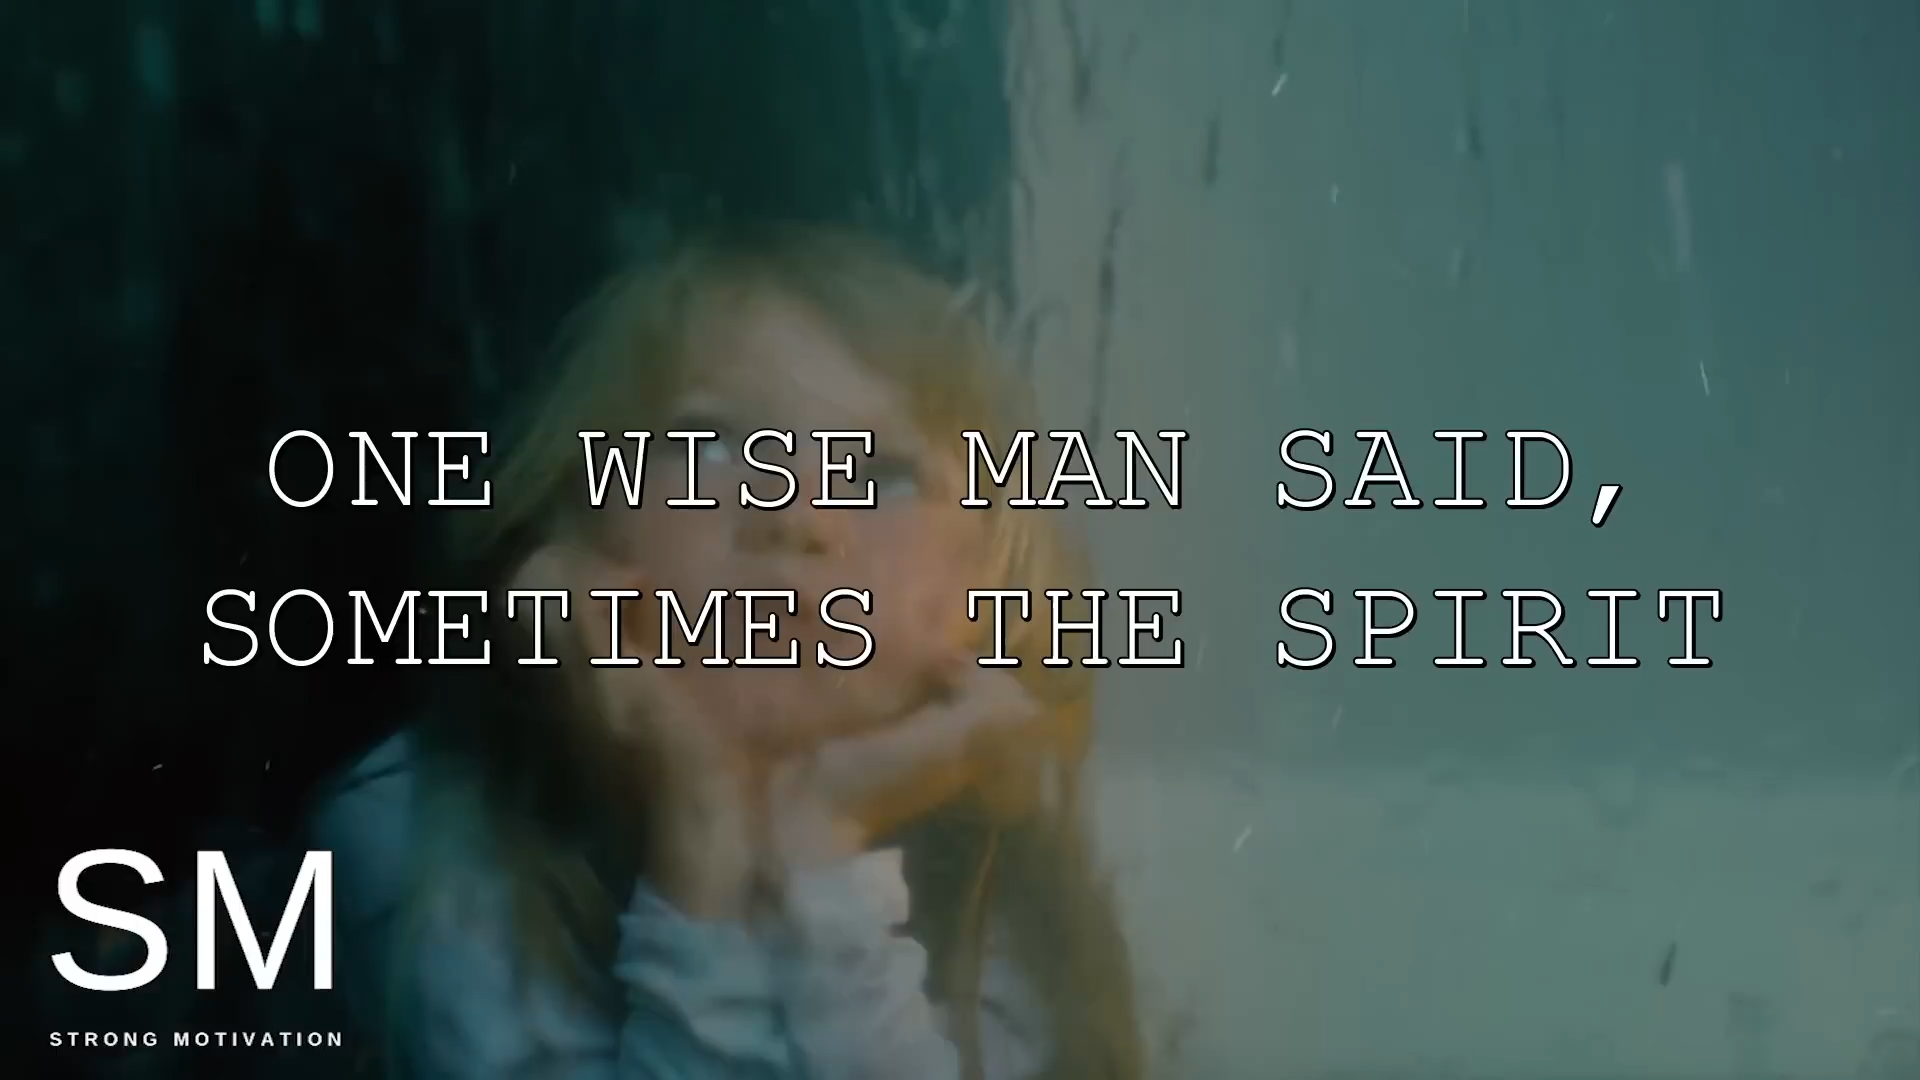 ONE WISE MAN SAID,
SOMETIMES THE SPIRIT
SM
STRONG MOTIVATION